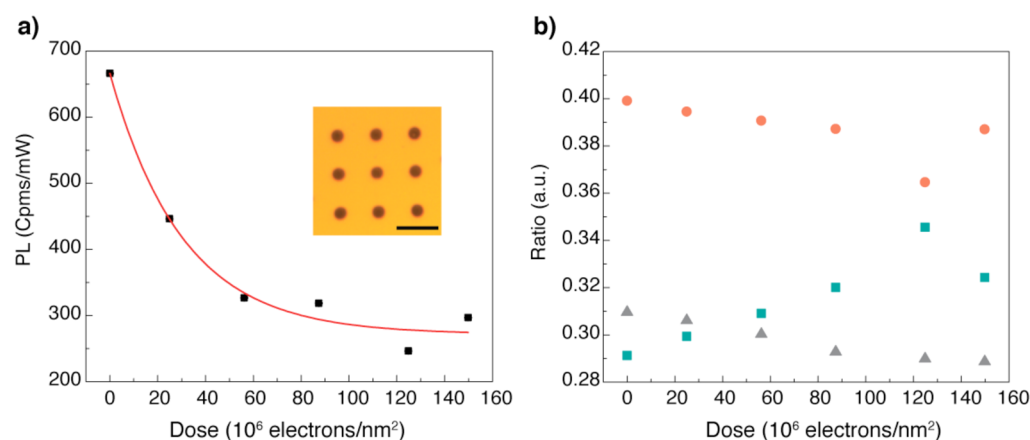 a)
700
600
500
400
300
200
PL (Cpms/mW)
0 20 40 60 80 100 120 140 160
Dose (10⁶ electrons/nm²)
b)
0.42
0.40
0.38
0.36
0.34
0.32
0.30
0.28
Ratio (a.u.)
0 20 40 60 80 100 120 140 160
Dose (10⁶ electrons/nm²)